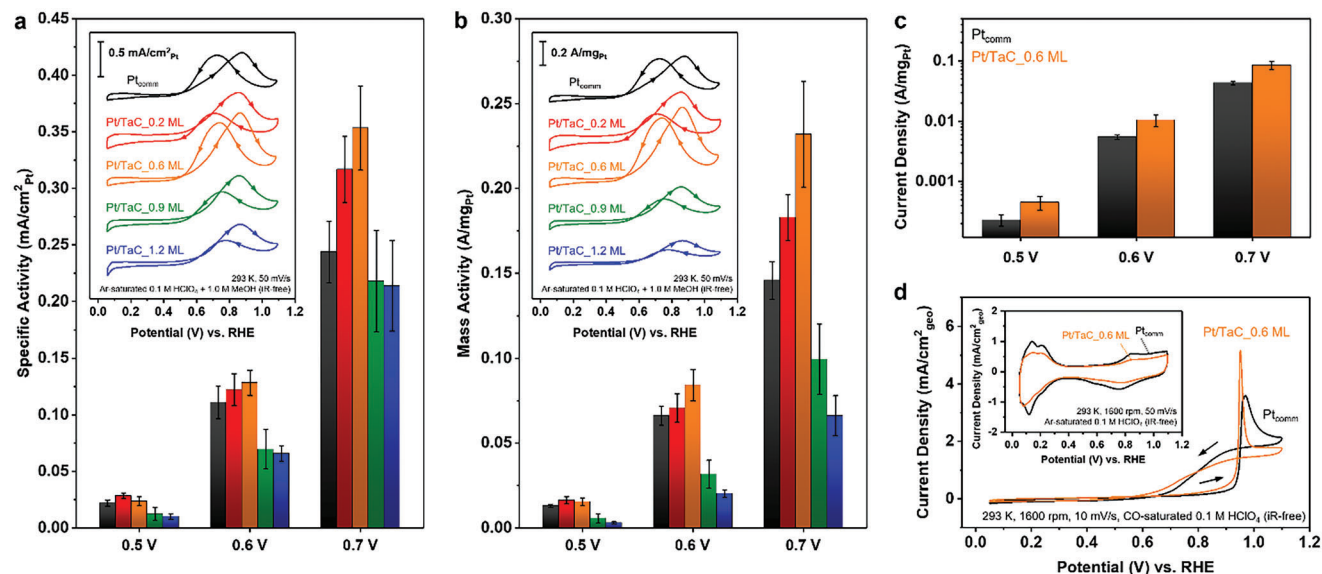 a
Specific Activity (mA/cm²Pt)
0.45
0.40
0.35
0.30
0.25
0.20
0.15
0.10
0.05
0.00
0.5 V
0.6 V
0.7 V
0.5 mA/cm²Pt
Ptcomm
Pt/TaC_0.2 ML
Pt/TaC_0.6 ML
Pt/TaC_0.9 ML
Pt/TaC_1.2 ML
293 K, 50 mV/s
Ar-saturated 0.1 M HClO₄ + 1.0 M MeOH (iR-free)
0.0 0.2 0.4 0.6 0.8 1.0 1.2
Potential (V) vs. RHE
b
Mass Activity (A/mgPt)
0.30
0.25
0.20
0.15
0.10
0.05
0.00
0.5 V
0.6 V
0.7 V
0.2 A/mgPt
Ptcomm
Pt/TaC_0.2 ML
Pt/TaC_0.6 ML
Pt/TaC_0.9 ML
Pt/TaC_1.2 ML
293 K, 50 mV/s
Ar-saturated 0.1 M HClO₄ + 1.0 M MeOH (iR-free)
0.0 0.2 0.4 0.6 0.8 1.0 1.2
Potential (V) vs. RHE
c
Current Density (A/mgPt)
Ptcomm
Pt/TaC_0.6 ML
0.1
0.01
0.001
0.5 V
0.6 V
0.7 V
d
Current Density (mA/cm²geo)
6
4
2
0
Pt/TaC_0.6 ML
Ptcomm
Current Density (mA/cm²geo)
2
1
0
-1
-2
Pt/TaC_0.6 ML
Ptcomm
293 K, 1600 rpm, 50 mV/s
Ar-saturated 0.1 M HClO₄ (iR-free)
0.0 0.2 0.4 0.6 0.8 1.0 1.2
Potential (V) vs. RHE
293 K, 1600 rpm, 10 mV/s, CO-saturated 0.1 M HClO₄ (iR-free)
0.0 0.2 0.4 0.6 0.8 1.0 1.2
Potential (V) vs. RHE